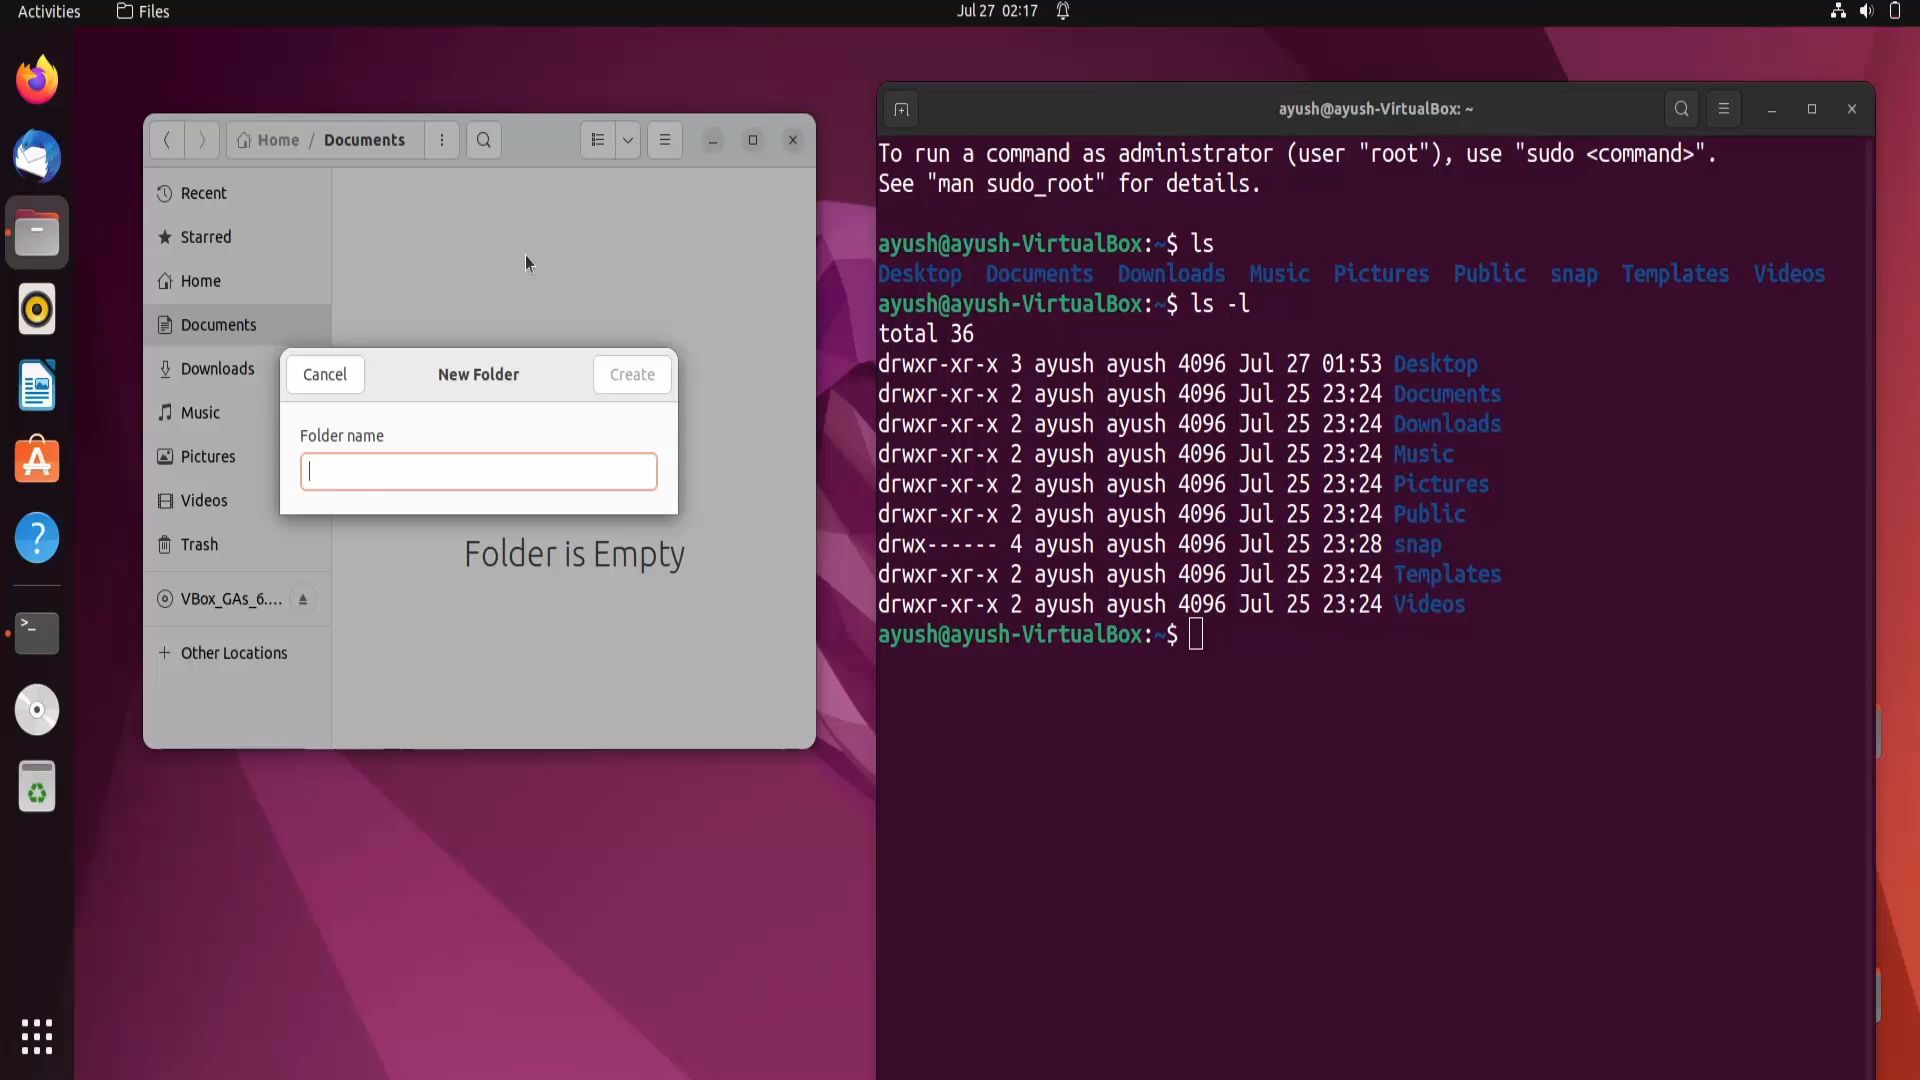 Activities Files Jul 27 02:17
Home / Documents
Recent
Starred
Home
Documents
Downloads
Music
Pictures
Videos
Trash
VBox_GAs_6....
Other Locations
Cancel New Folder Create
Folder name
Folder is Empty
ayush@ayush-VirtualBox: ~
To run a command as administrator (user "root"), use "sudo <command>".
See "man sudo_root" for details.
ayush@ayush-VirtualBox:~$ ls
Desktop Documents Downloads Music Pictures Public snap Templates Videos
ayush@ayush-VirtualBox:~$ ls -l
total 36
drwxr-xr-x 3 ayush ayush 4096 Jul 27 01:53 Desktop
drwxr-xr-x 2 ayush ayush 4096 Jul 25 23:24 Documents
drwxr-xr-x 2 ayush ayush 4096 Jul 25 23:24 Downloads
drwxr-xr-x 2 ayush ayush 4096 Jul 25 23:24 Music
drwxr-xr-x 2 ayush ayush 4096 Jul 25 23:24 Pictures
drwxr-xr-x 2 ayush ayush 4096 Jul 25 23:24 Public
drwx------ 4 ayush ayush 4096 Jul 25 23:28 snap
drwxr-xr-x 2 ayush ayush 4096 Jul 25 23:24 Templates
drwxr-xr-x 2 ayush ayush 4096 Jul 25 23:24 Videos
ayush@ayush-VirtualBox:~$